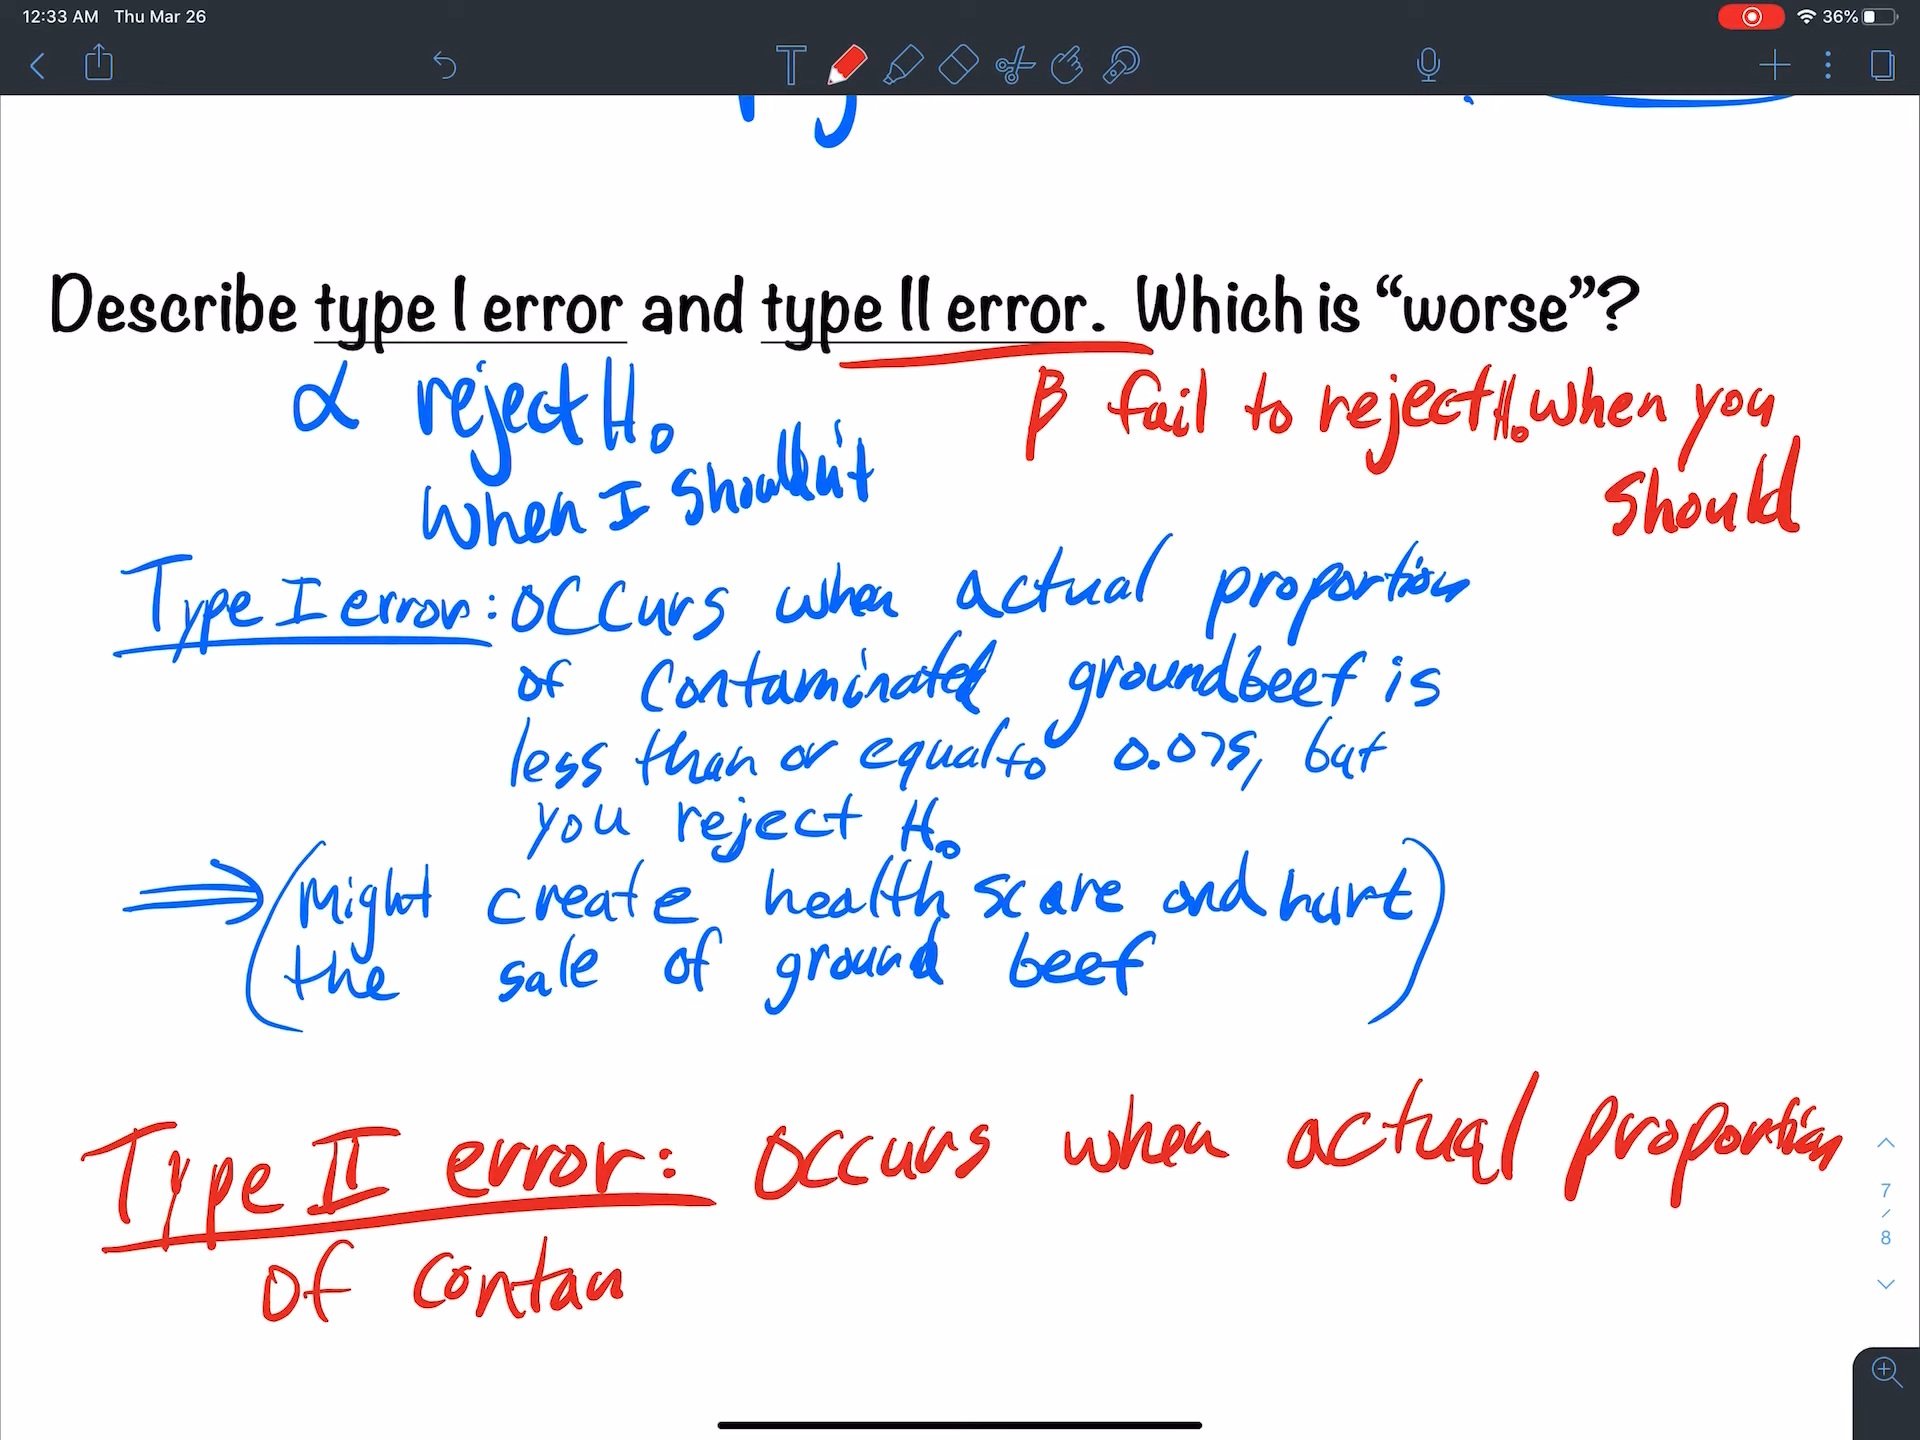 12:33 AM Thu Mar 26
36%
Describe type I error and type II error. Which is “worse”?
α reject H₀
when I shouldn't
β fail to reject H₀ when you
should
Type I error: occurs when actual proportion
of contaminated ground beef is
less than or equal to 0.075, but
you reject H₀
⇒ (Might create health scare and hurt
the sale of ground beef)
Type II error: occurs when actual proportion
of contam
7
/
8